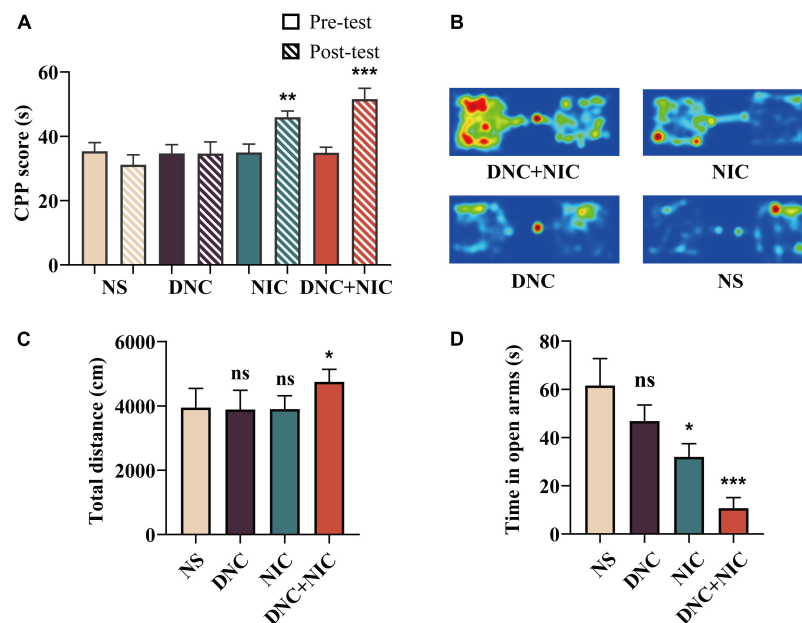 A
Pre-test
Post-test
B
CPP score (s)
60
40
20
0
**
***
NS DNC NIC DNC+NIC
DNC+NIC NIC
DNC NS
C
Total distance (cm)
6000
4000
2000
0
ns ns *
NS DNC NIC DNC+NIC
D
Time in open arms (s)
80
60
40
20
0
ns
*
***
NS DNC NIC DNC+NIC